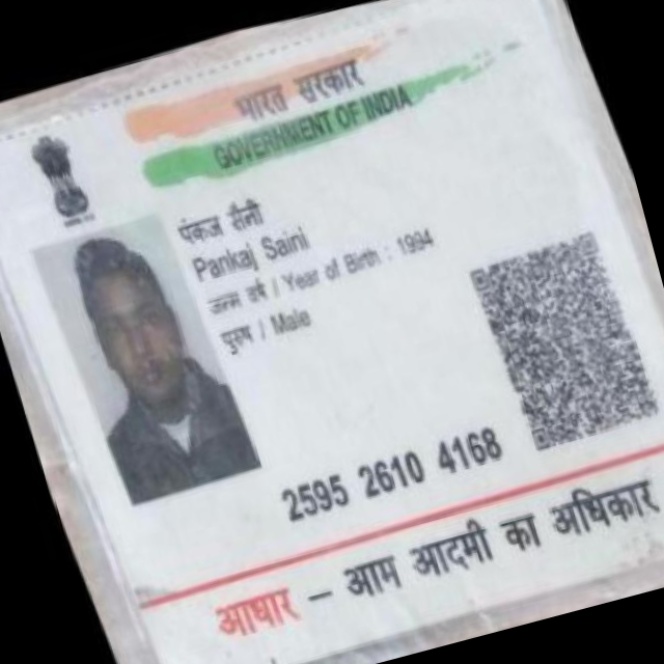 भारत सरकार
GOVERNMENT OF INDIA
पंकज सैनी
Pankaj Saini
जन्म वर्ष / Year of Birth : 1994
पुरुष / Male
2595 2610 4168
आधार – आम आदमी का अधिकार